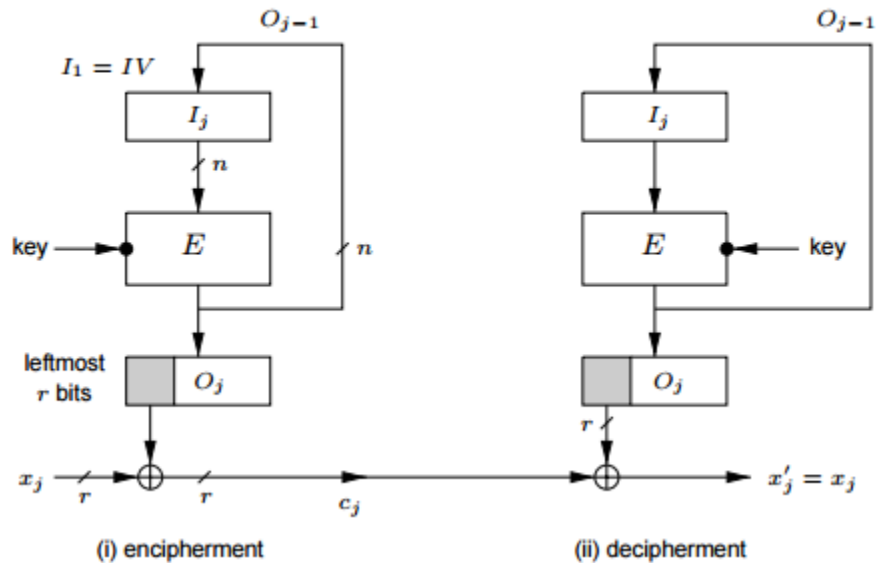 O_{j-1}
I_1 = IV
I_j
n
key
E
n
leftmost
r bits
O_j
x_j
r
r
c_j
(i) encipherment
O_{j-1}
I_j
E
key
O_j
r
x'_j = x_j
(ii) decipherment